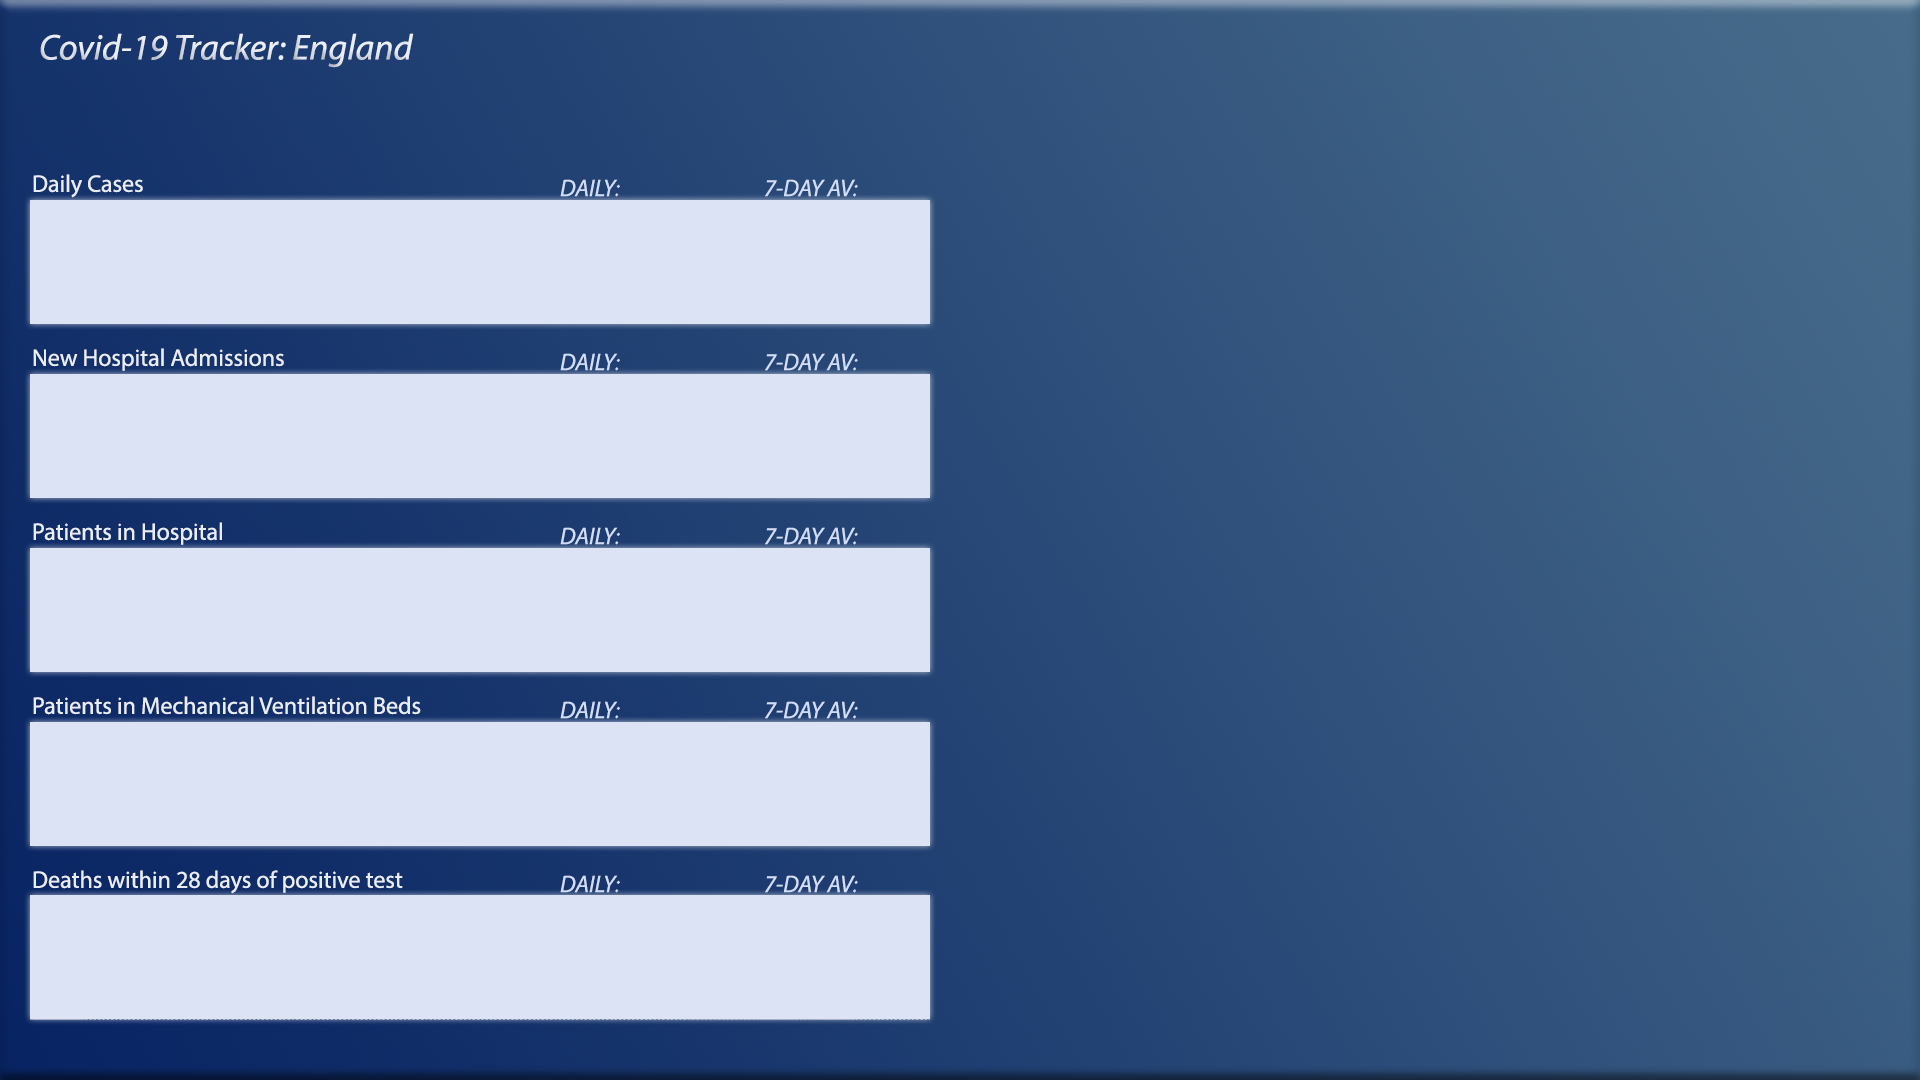 Covid-19 Tracker: England
Daily Cases DAILY: 7-DAY AV:
New Hospital Admissions DAILY: 7-DAY AV:
Patients in Hospital DAILY: 7-DAY AV:
Patients in Mechanical Ventilation Beds DAILY: 7-DAY AV:
Deaths within 28 days of positive test DAILY: 7-DAY AV: